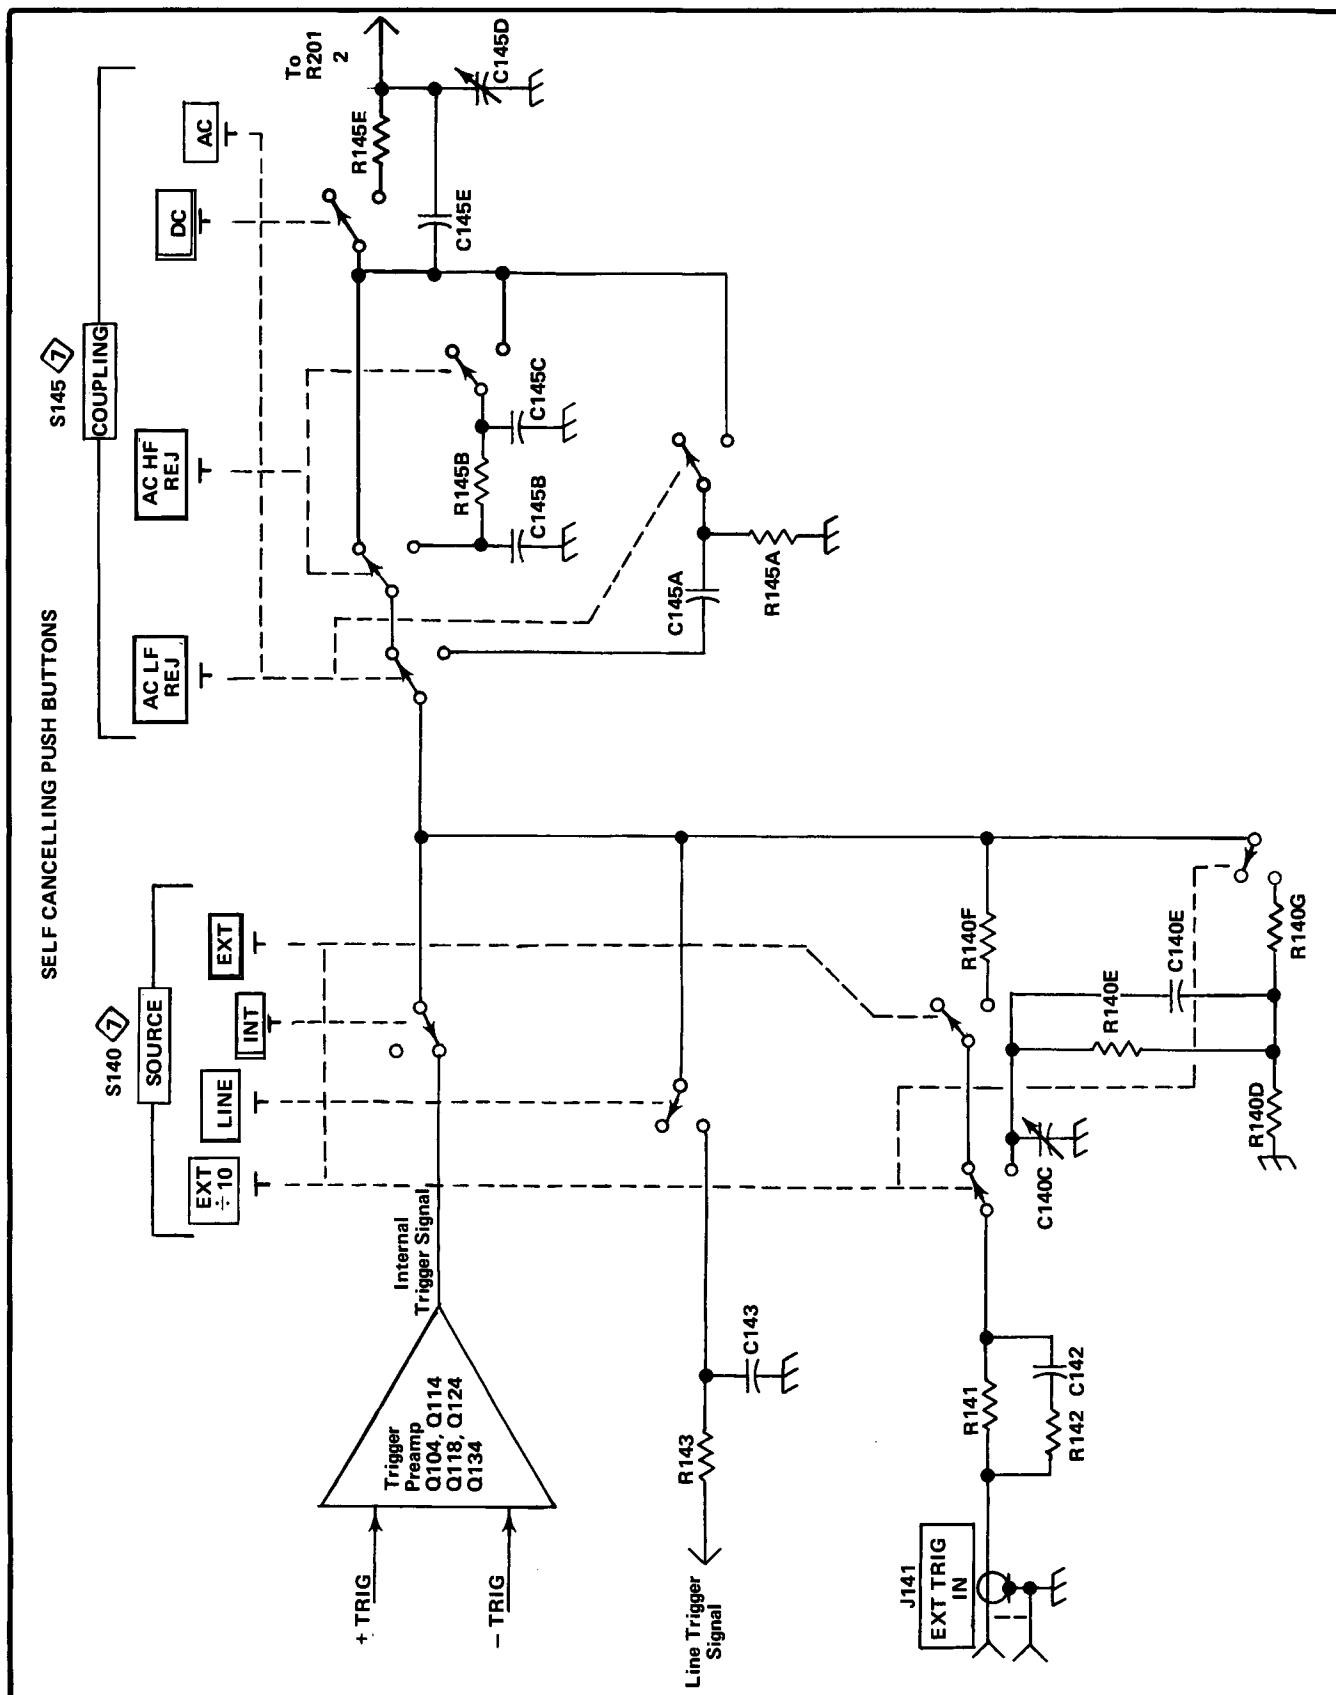 SELF CANCELLING PUSH BUTTONS
S140 7
SOURCE
EXT
÷10
LINE
INT
EXT
S145 7
COUPLING
AC LF
REJ
AC HF
REJ
DC
AC
+ TRIG
− TRIG
Trigger
Preamp
Q104, Q114
Q118, Q124
Q134
Internal
Trigger Signal
To
R201
2
R145E
C145D
C145E
R145B
C145B
C145C
C145A
R145A
Line Trigger
Signal
R143
C143
J141
EXT TRIG
IN
R141
R142
C142
C140C
R140F
R140E
C140E
R140D
R140G